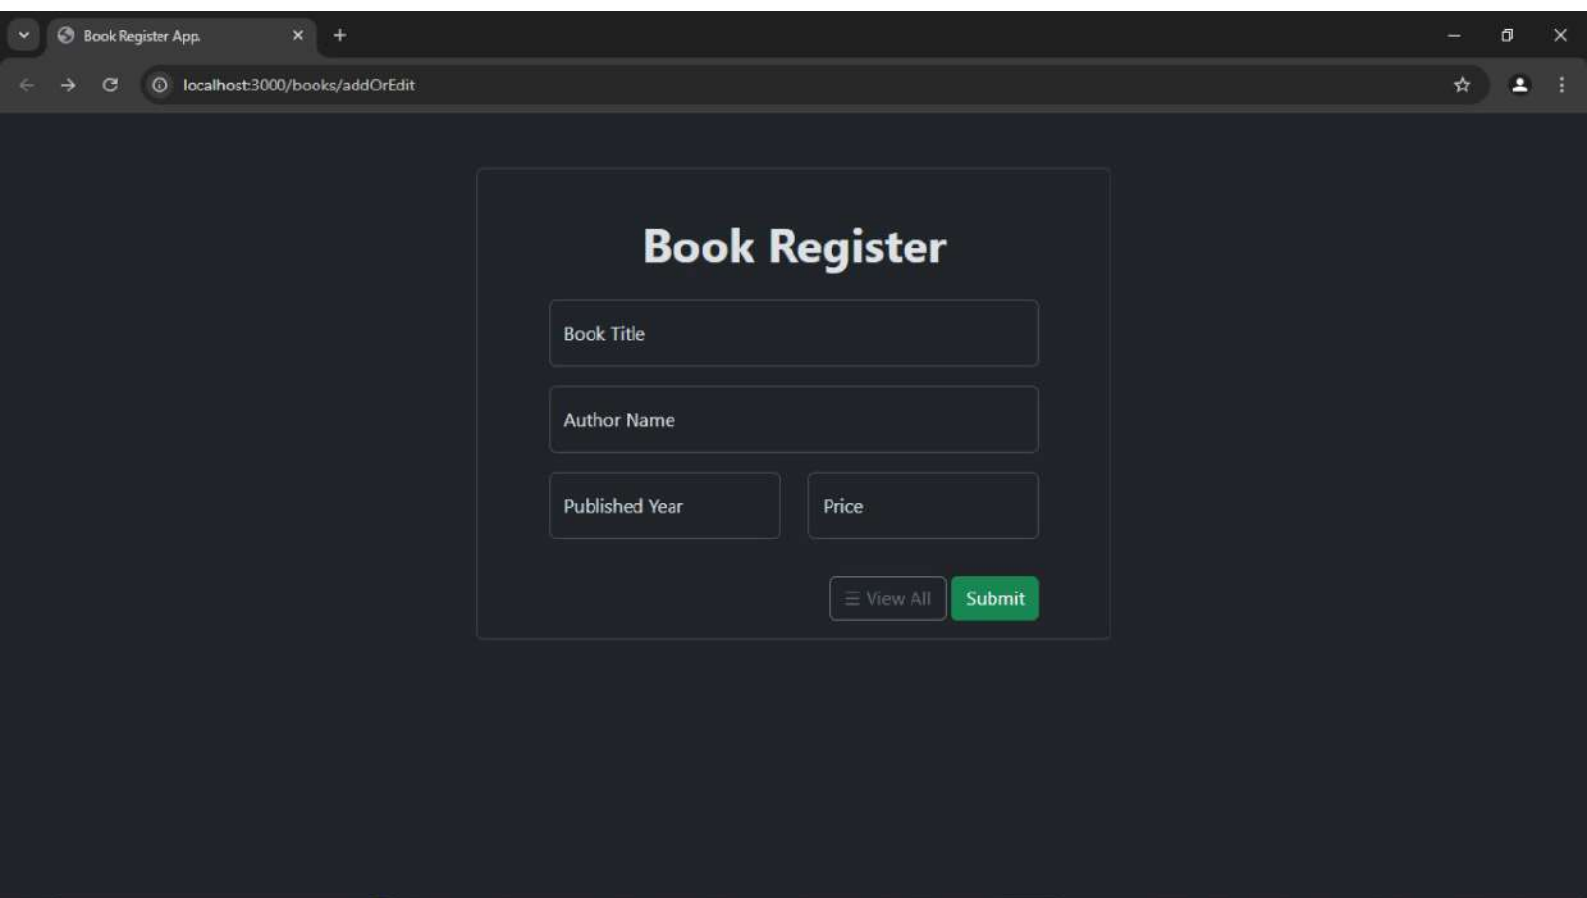 Book Register App.
localhost:3000/books/addOrEdit
Book Register
Book Title
Author Name
Published Year Price
☰ View All Submit